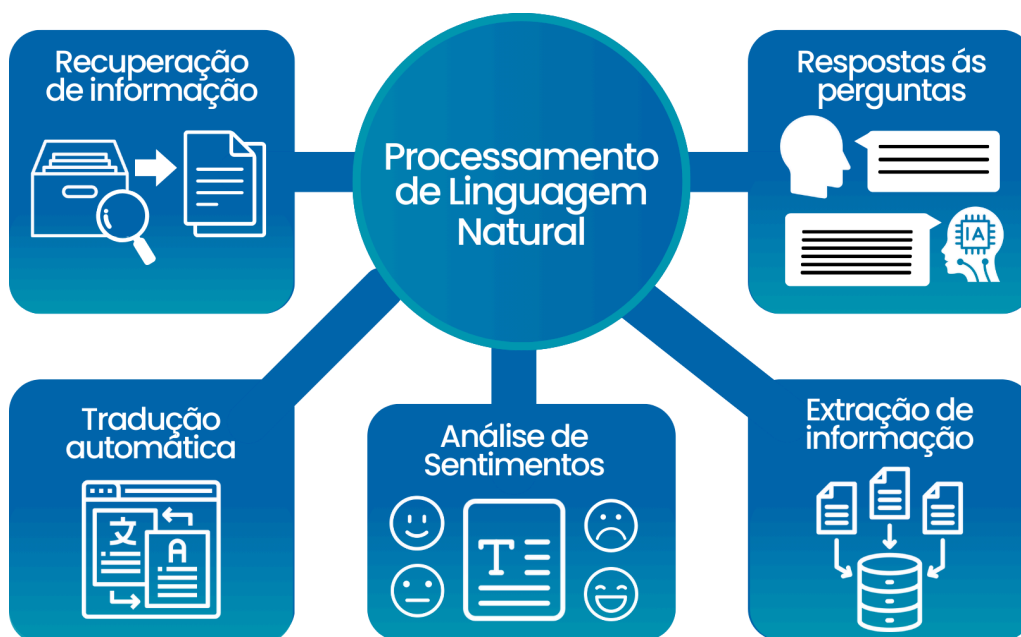 Recuperação
de informação
Processamento
de Linguagem
Natural
Respostas ás
perguntas
IA
Tradução
automática
文
A
Análise de
Sentimentos
T
Extração de
informação